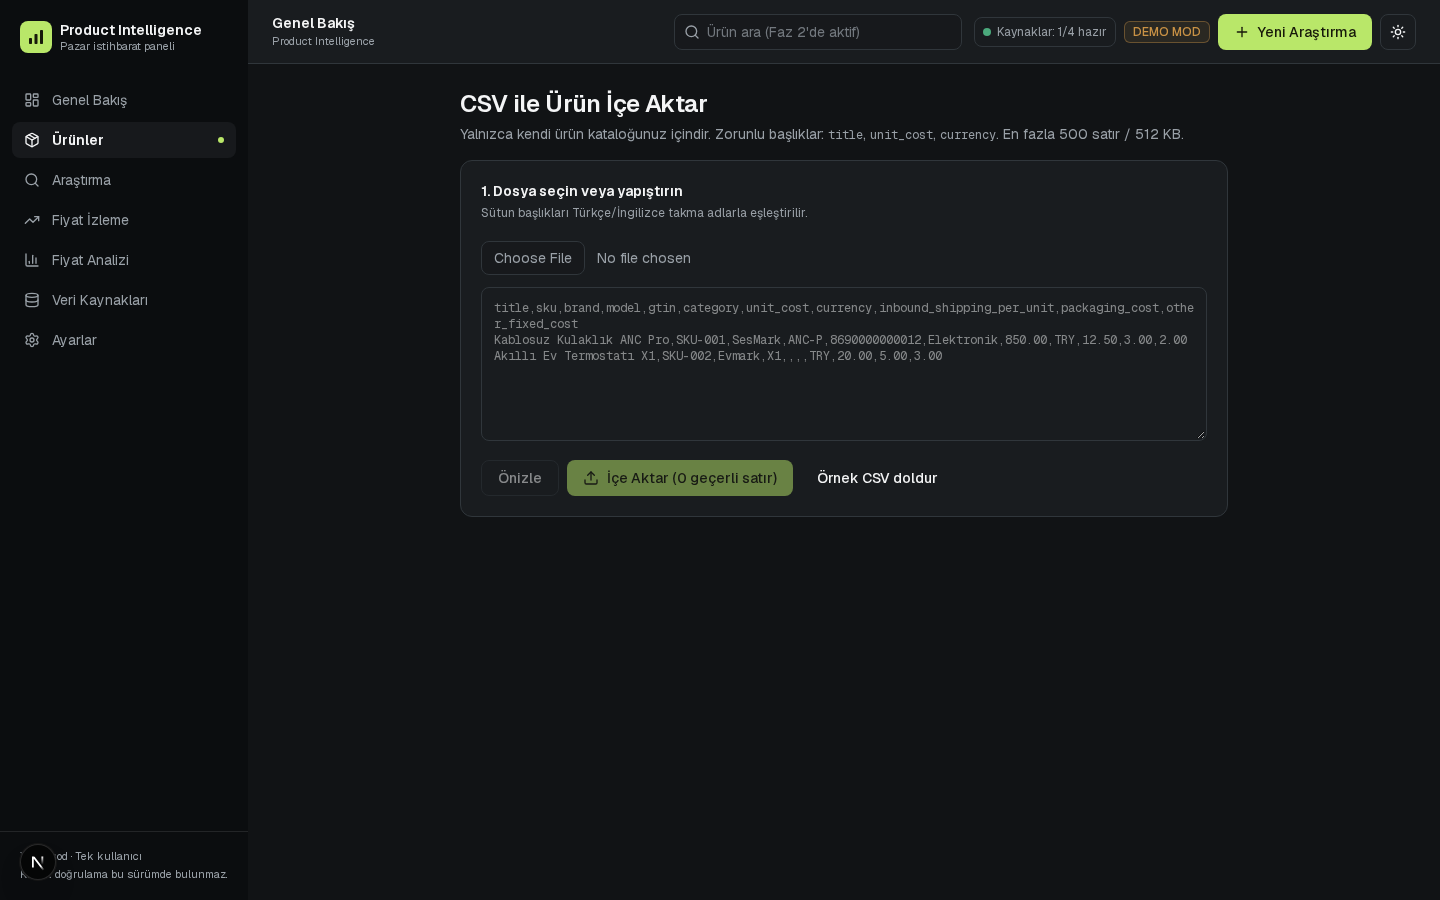 Product Intelligence
Pazar istihbarat paneli
Genel Bakış
Ürünler
Araştırma
Fiyat İzleme
Fiyat Analizi
Veri Kaynakları
Ayarlar
od · Tek kullanıcı
doğrulama bu sürümde bulunmaz.
Genel Bakış
Product Intelligence
Ürün ara (Faz 2'de aktif)
Kaynaklar: 1/4 hazır
DEMO MOD
Yeni Araştırma
CSV ile Ürün İçe Aktar
Yalnızca kendi ürün kataloğunuz içindir. Zorunlu başlıklar: title, unit_cost, currency. En fazla 500 satır / 512 KB.
1. Dosya seçin veya yapıştırın
Sütun başlıkları Türkçe/İngilizce takma adlarla eşleştirilir.
Choose File No file chosen
title,sku,brand,model,gtin,category,unit_cost,currency,inbound_shipping_per_unit,packaging_cost,othe
r_fixed_cost
Kablosuz Kulaklık ANC Pro,SKU-001,SesMark,ANC-P,8690000000012,Elektronik,850.00,TRY,12.50,3.00,2.00
Akıllı Ev Termostatı X1,SKU-002,Evmark,X1,,,,TRY,20.00,5.00,3.00
Önizle
İçe Aktar (0 geçerli satır)
Örnek CSV doldur